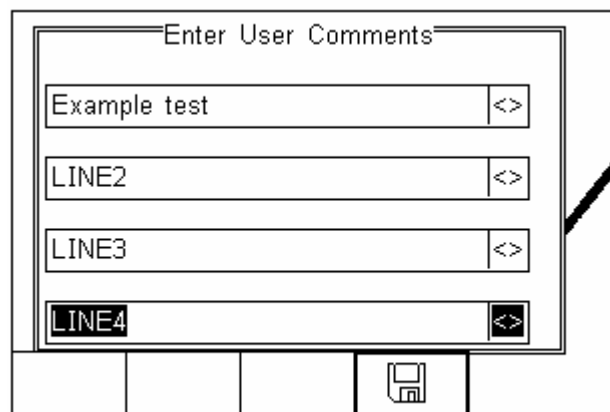 Enter User Comments
Example test <>
LINE2 <>
LINE3 <>
LINE4 <>